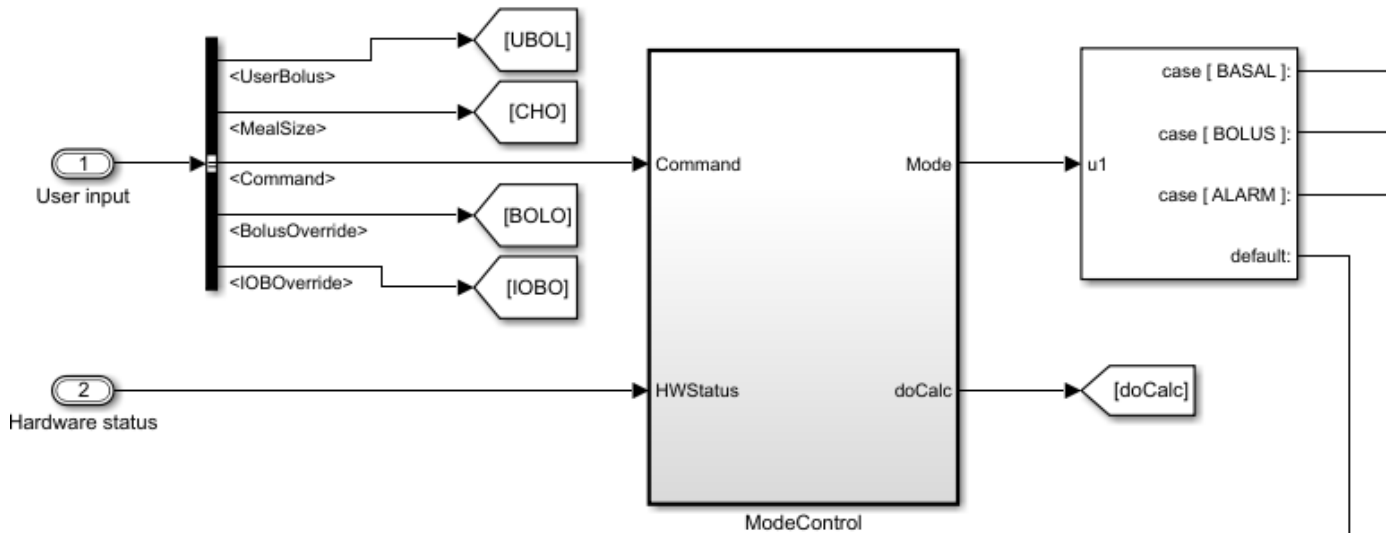 [UBOL]
<UserBolus>
[CHO]
<MealSize>
1
User input
<Command>
[BOLO]
<BolusOverride>
[IOBO]
<IOBOverride>
2
Hardware status
Command
Mode
HWStatus
doCalc
ModeControl
u1
case [ BASAL ]:
case [ BOLUS ]:
case [ ALARM ]:
default:
[doCalc]